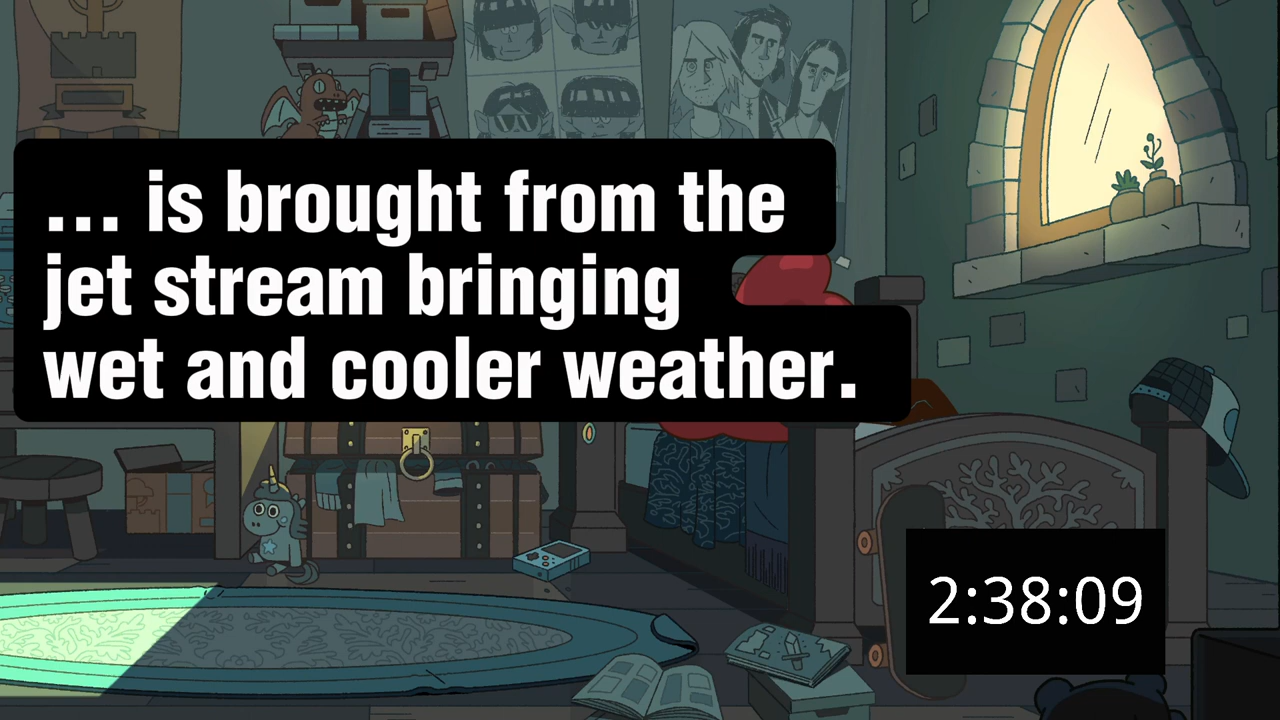 ... is brought from the
jet stream bringing
wet and cooler weather.
2:38:09